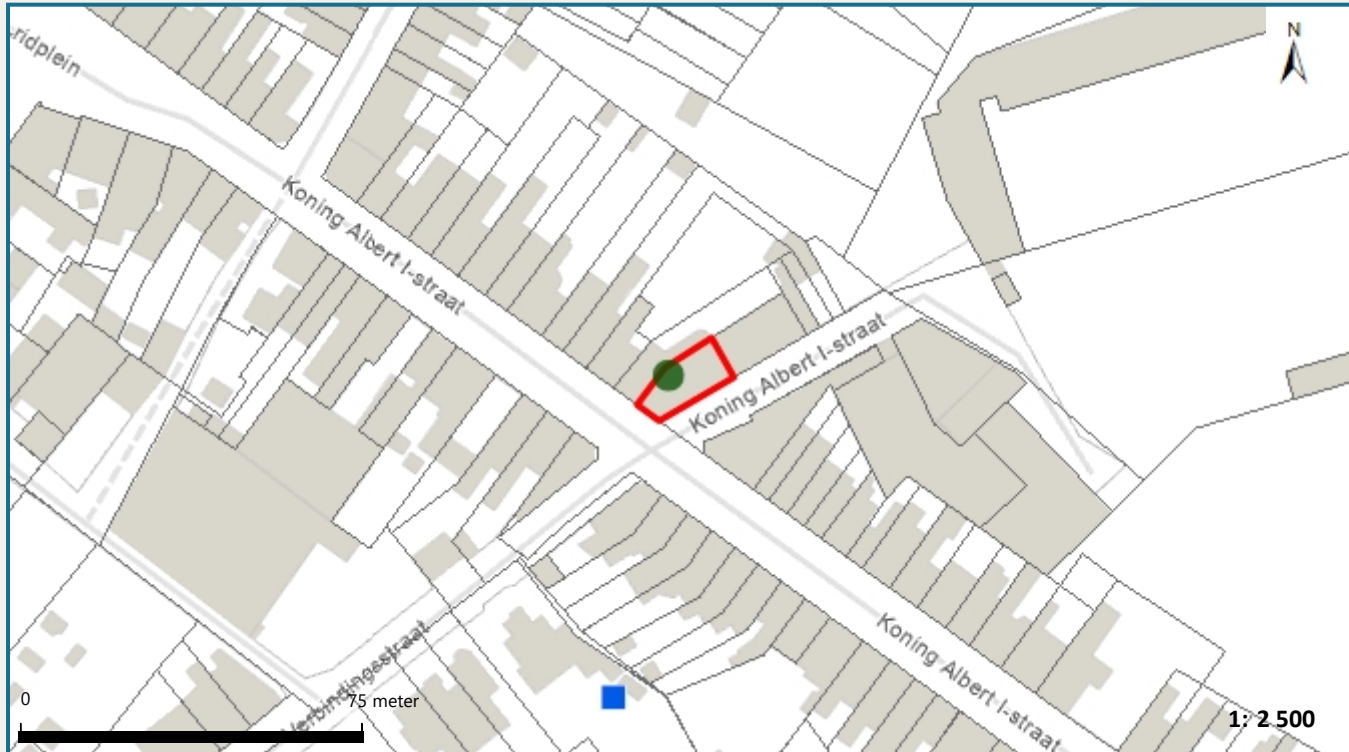 N
-ridplein
Koning Albert I-straat
Koning Albert I-straat
Koning Albert I-straat
Verbindingsstraat
0
75 meter
1: 2 500